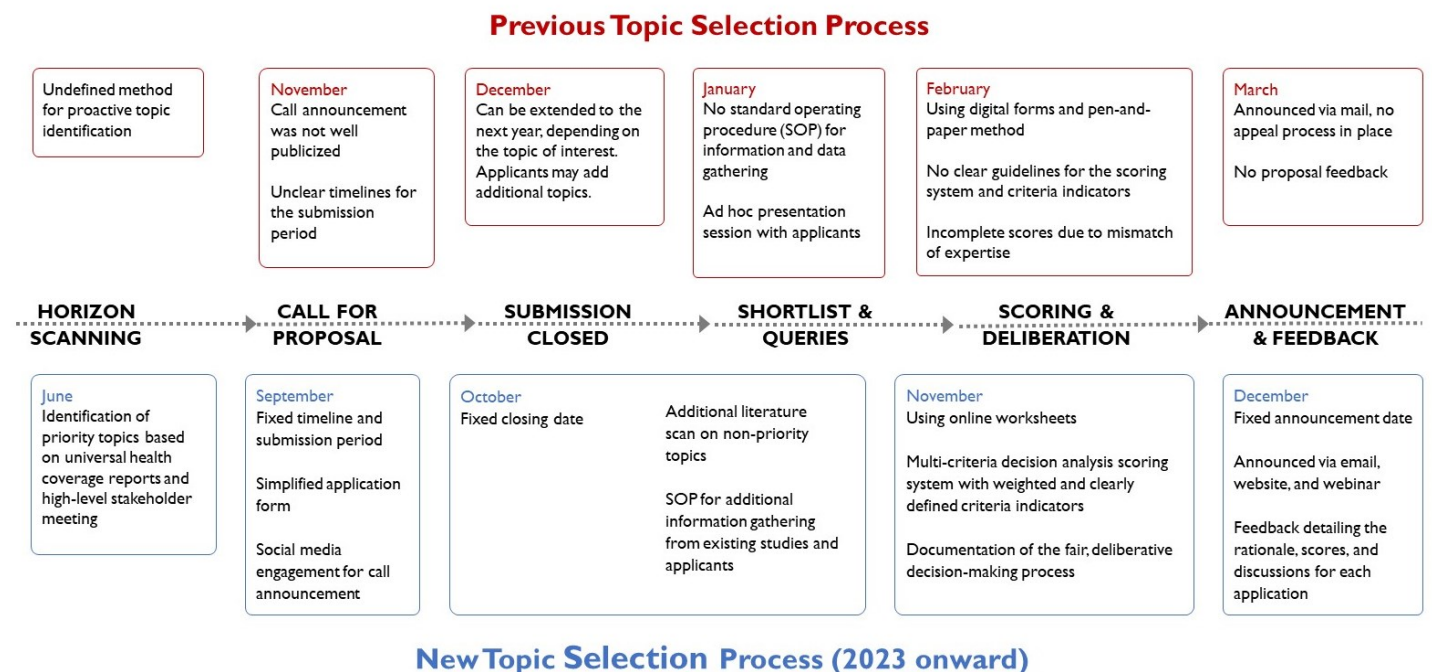 Previous Topic Selection Process
Undefined method
for proactive topic
identification
November
Call announcement
was not well
publicized
Unclear timelines for
the submission
period
December
Can be extended to the
next year, depending on
the topic of interest.
Applicants may add
additional topics.
January
No standard operating
procedure (SOP) for
information and data
gathering
Ad hoc presentation
session with applicants
February
Using digital forms and pen-and-
paper method
No clear guidelines for the scoring
system and criteria indicators
Incomplete scores due to mismatch
of expertise
March
Announced via mail, no
appeal process in place
No proposal feedback
HORIZON
SCANNING
CALL FOR
PROPOSAL
SUBMISSION
CLOSED
SHORTLIST &
QUERIES
SCORING &
DELIBERATION
ANNOUNCEMENT
& FEEDBACK
June
Identification of
priority topics based
on universal health
coverage reports and
high-level stakeholder
meeting
September
Fixed timeline and
submission period
Simplified application
form
Social media
engagement for call
announcement
October
Fixed closing date
Additional literature
scan on non-priority
topics
SOP for additional
information gathering
from existing studies and
applicants
November
Using online worksheets
Multi-criteria decision analysis scoring
system with weighted and clearly
defined criteria indicators
Documentation of the fair, deliberative
decision-making process
December
Fixed announcement date
Announced via email,
website, and webinar
Feedback detailing the
rationale, scores, and
discussions for each
application
New Topic Selection Process (2023 onward)